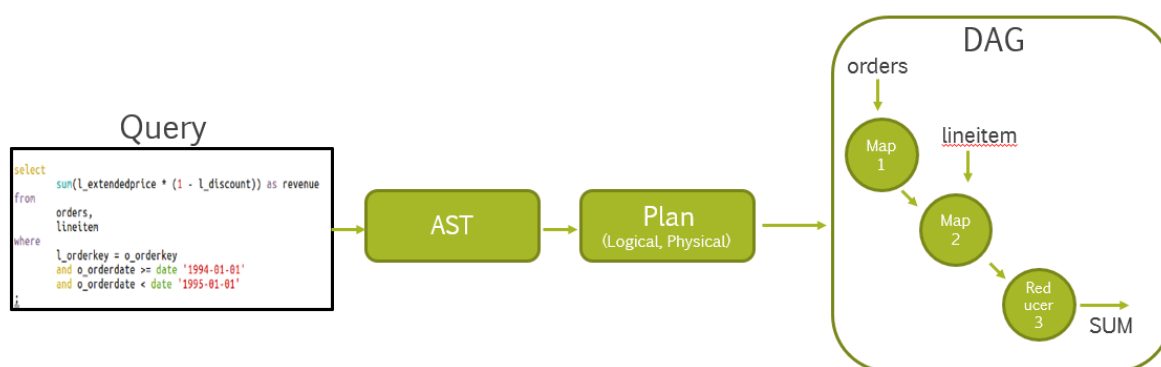 Query
select
sum(l_extendedprice * (1 - l_discount)) as revenue
from
orders,
lineitem
where
l_orderkey = o_orderkey
and o_orderdate >= date '1994-01-01'
and o_orderdate < date '1995-01-01'
;
AST
Plan
(Logical, Physical)
DAG
orders
Map
1
lineitem
Map
2
Red
ucer
3
SUM